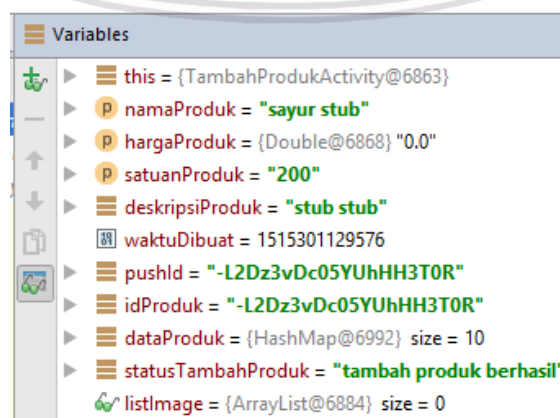 Variables
this = {TambahProdukActivity@6863}
namaProduk = "sayur stub"
hargaProduk = {Double@6868} "0.0"
satuanProduk = "200"
deskripsiProduk = "stub stub"
waktuDibuat = 1515301129576
pushId = "-L2Dz3vDc05YUhHH3T0R"
idProduk = "-L2Dz3vDc05YUhHH3T0R"
dataProduk = {HashMap@6992} size = 10
statusTambahProduk = "tambah produk berhasil"
listImage = {ArrayList@6884} size = 0